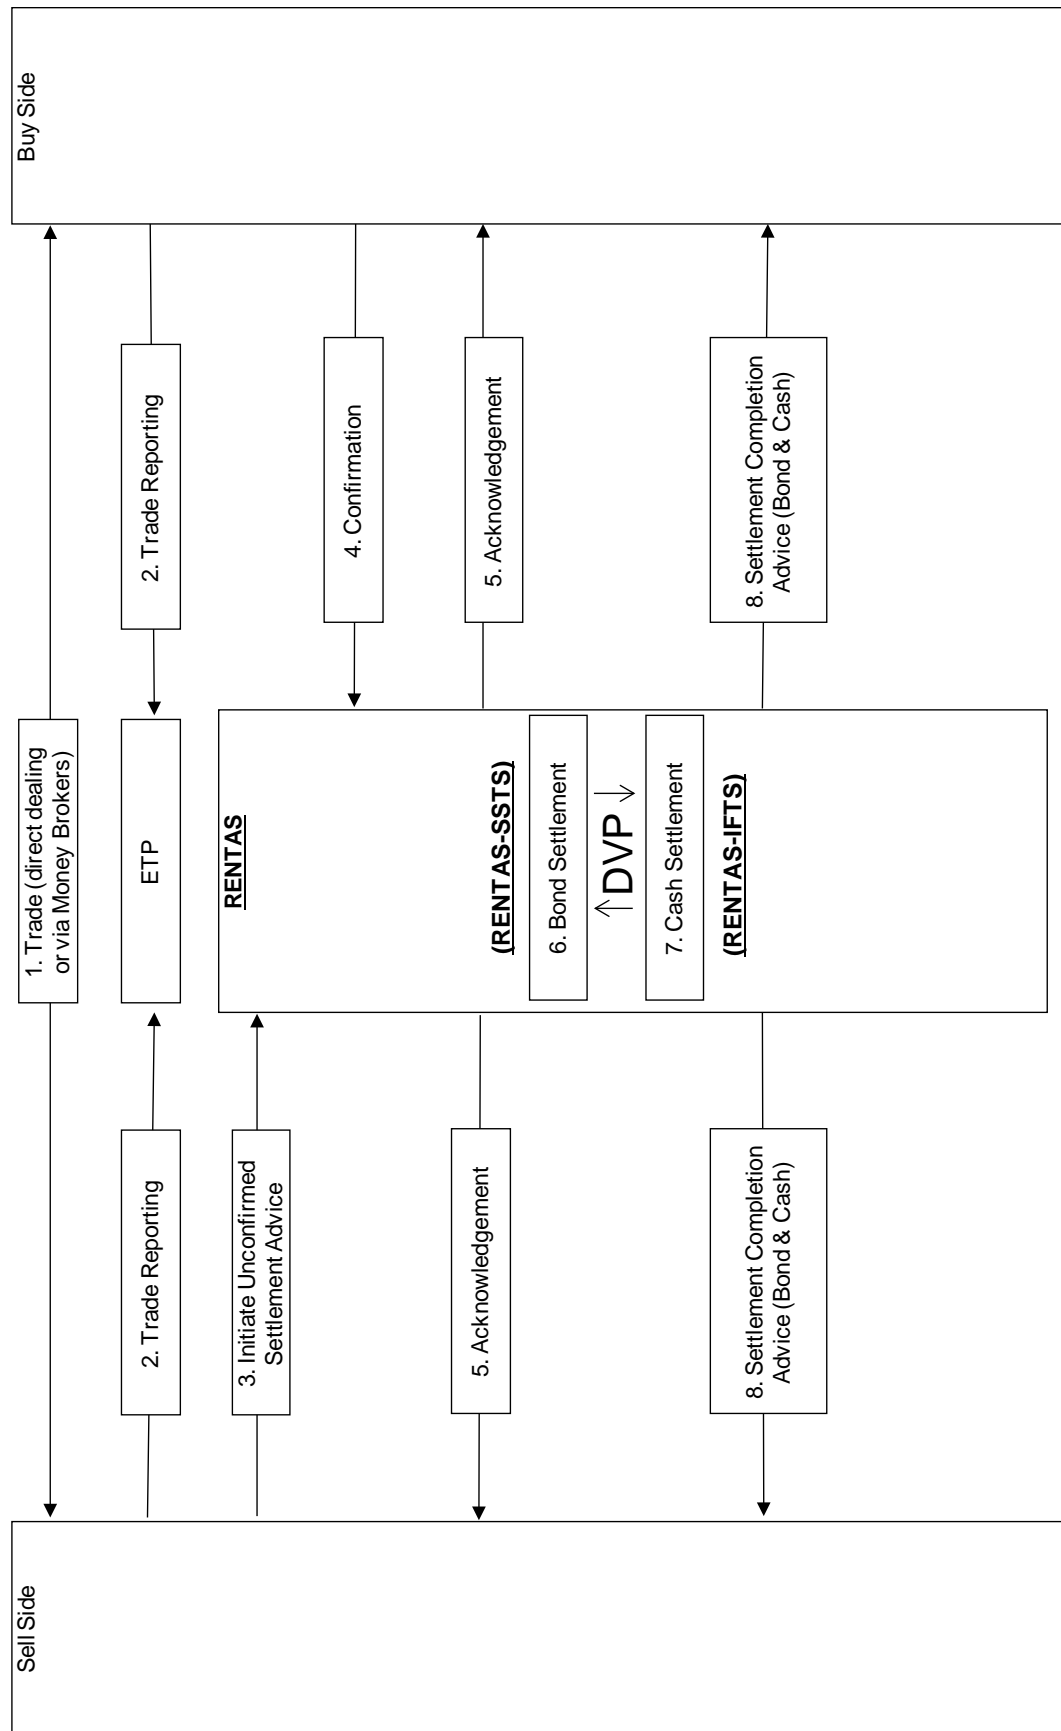 Sell Side
Buy Side
1. Trade (direct dealing
or via Money Brokers)
2. Trade Reporting
ETP
2. Trade Reporting
3. Initiate Unconfirmed
Settlement Advice
RENTAS
4. Confirmation
5. Acknowledgement
(RENTAS-SSTS)
5. Acknowledgement
6. Bond Settlement
↑DVP↓
7. Cash Settlement
(RENTAS-IFTS)
8. Settlement Completion
Advice (Bond & Cash)
8. Settlement Completion
Advice (Bond & Cash)